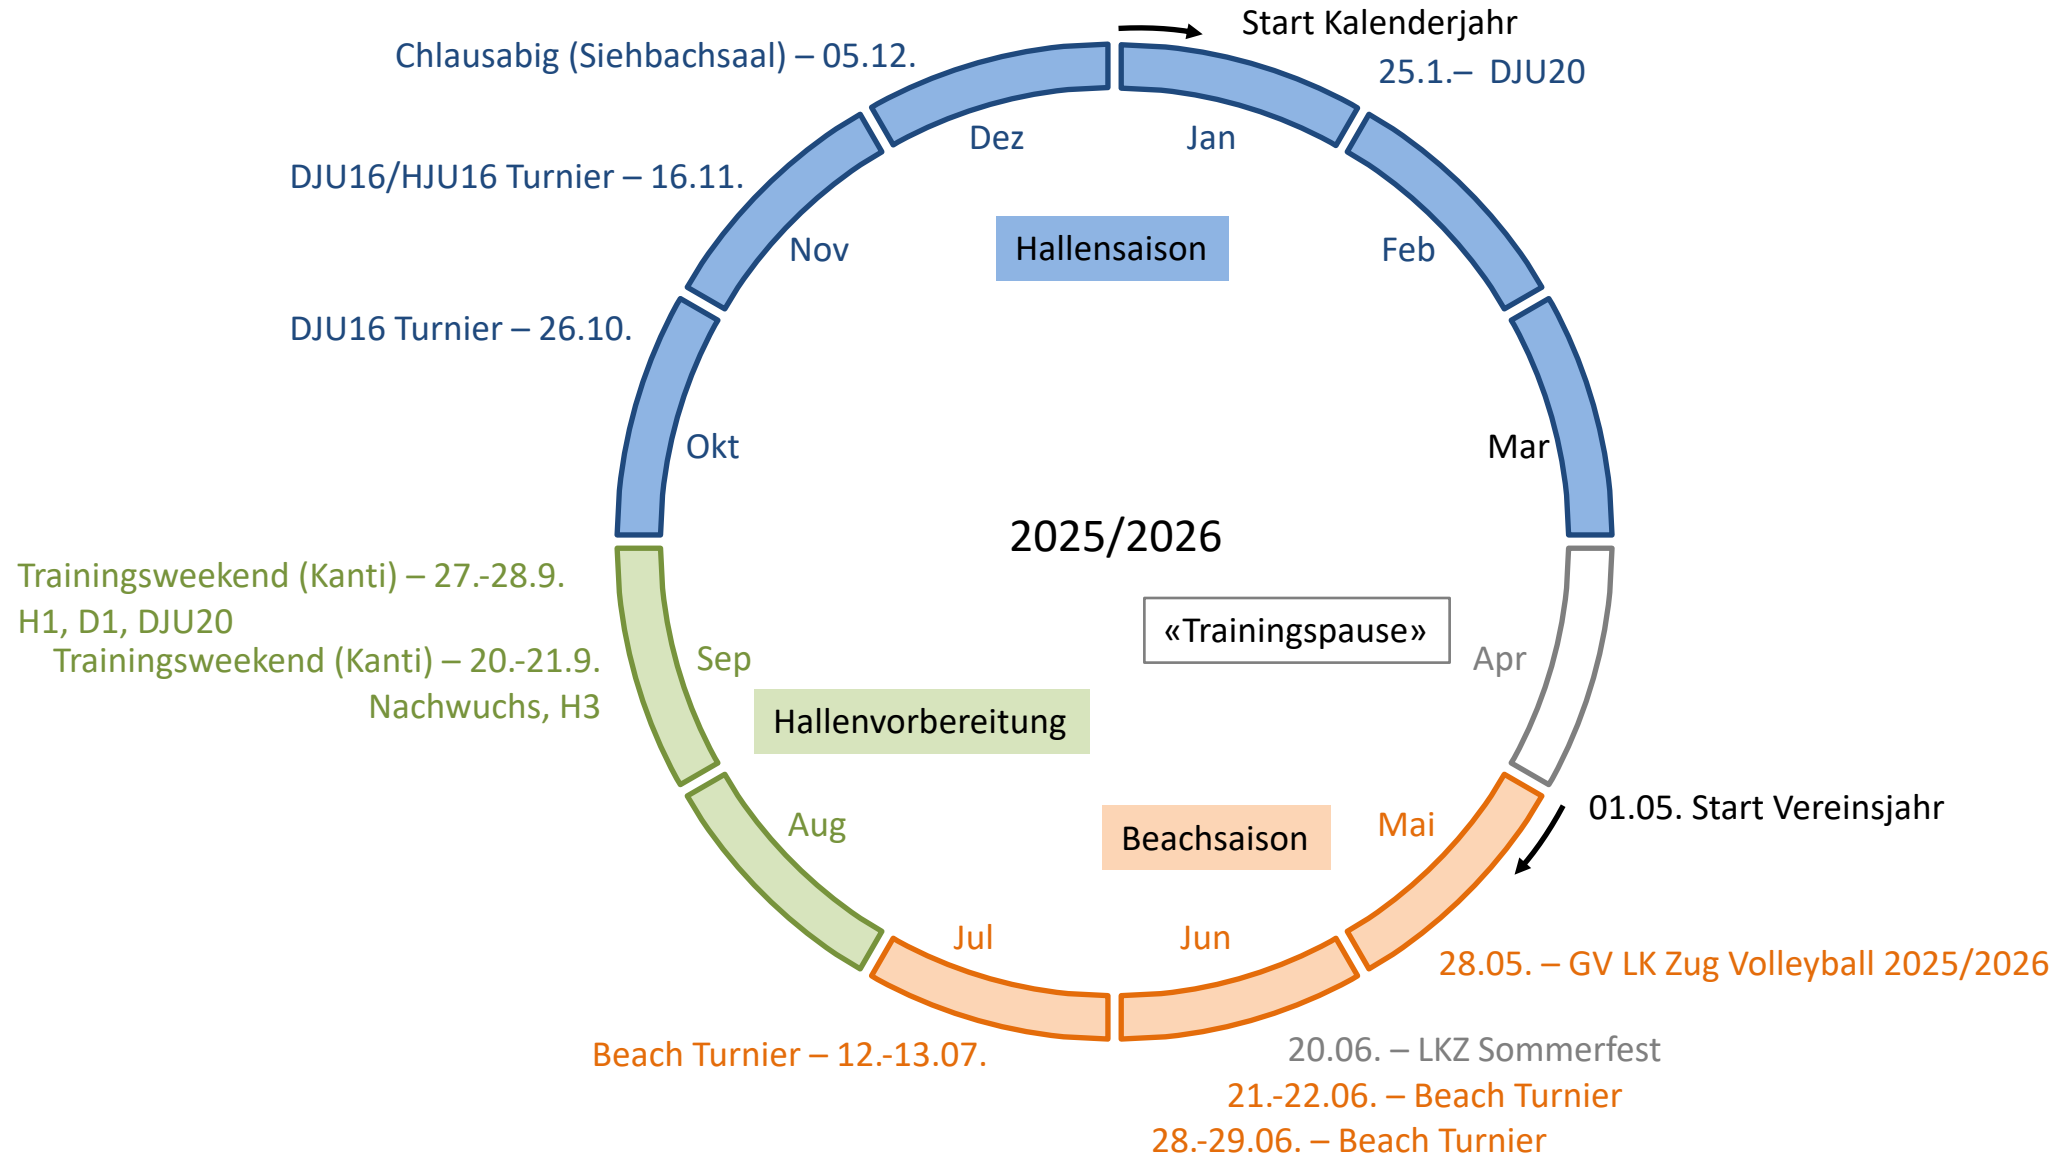 Start Kalenderjahr
Chlausabig (Siehbachsaal) – 05.12.
25.1.– DJU20
Dez
Jan
DJU16/HJU16 Turnier – 16.11.
Nov
Hallensaison
Feb
DJU16 Turnier – 26.10.
Okt
Mar
2025/2026
Trainingsweekend (Kanti) – 27.-28.9.
H1, D1, DJU20
«Trainingspause»
Trainingsweekend (Kanti) – 20.-21.9.
Nachwuchs, H3
Sep
Apr
Hallenvorbereitung
01.05. Start Vereinsjahr
Aug
Beachsaison
Mai
Jul
Jun
28.05. – GV LK Zug Volleyball 2025/2026
Beach Turnier – 12.-13.07.
20.06. – LKZ Sommerfest
21.-22.06. – Beach Turnier
28.-29.06. – Beach Turnier